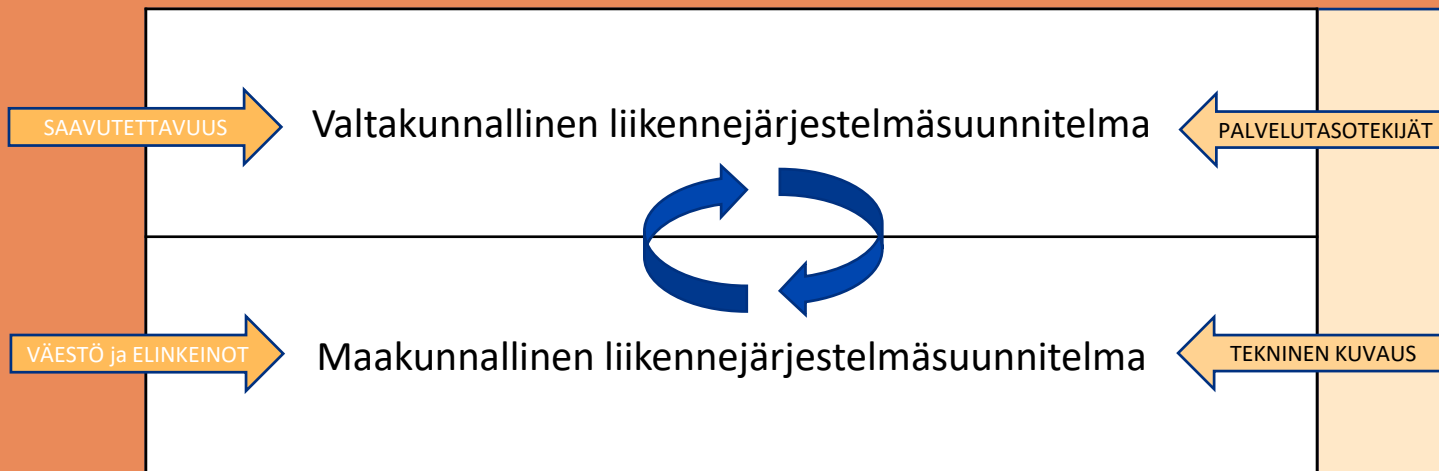 SAAVUTETTAVUUS
Valtakunnallinen liikennejärjestelmäsuunnitelma
PALVELUTASOTEKIJÄT
VÄESTÖ ja ELINKEINOT
Maakunnallinen liikennejärjestelmäsuunnitelma
TEKNINEN KUVAUS